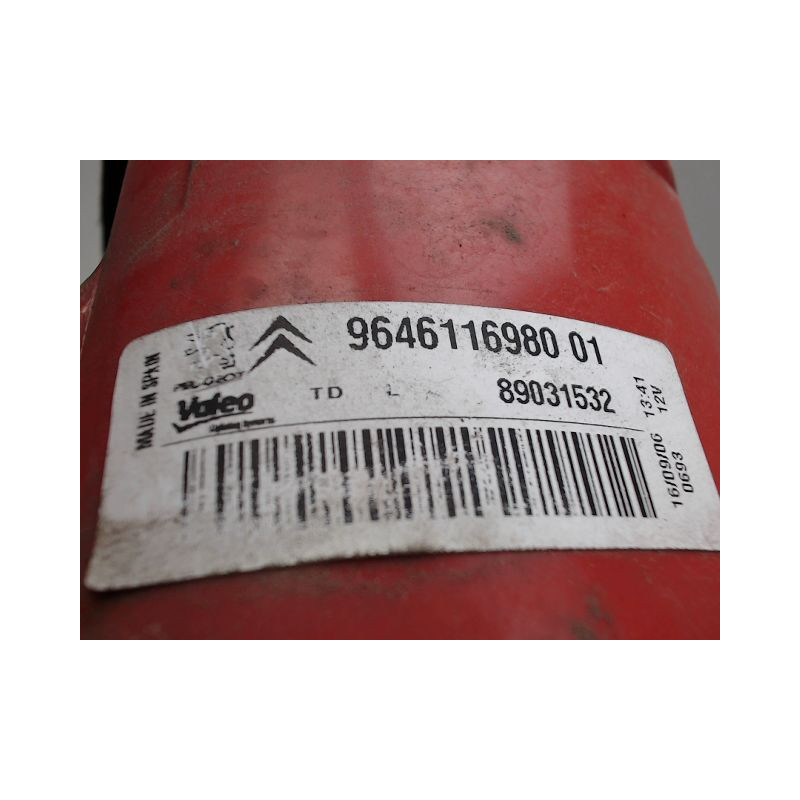 MADE IN SPAIN
PEUGEOT
9646116980 01
Valeo
TD L
89031532
16/09/06 13:41
0693 12V